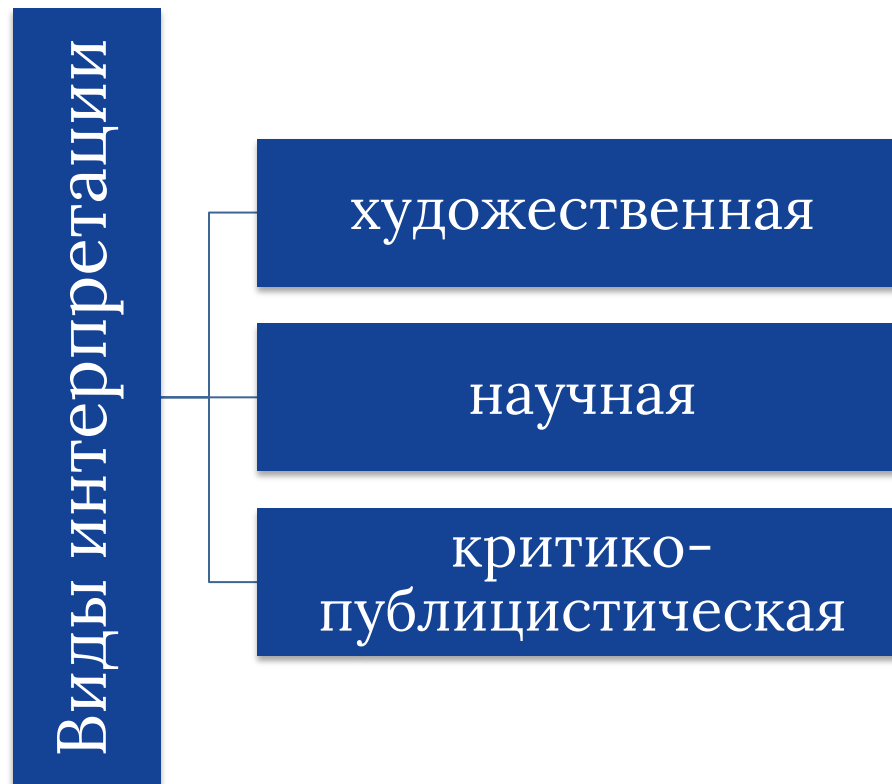 Виды интерпретации
художественная
научная
критико-
публицистическая